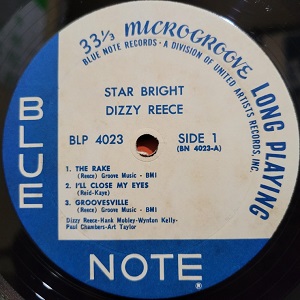 33 1/3 MICROGROOVE LONG PLAYING
BLUE NOTE RECORDS • A DIVISION OF UNITED ARTISTS RECORDS, INC.
STAR BRIGHT
DIZZY REECE
BLP 4023 SIDE 1
(BN 4023-A)
1. THE RAKE
(Reece) Groove Music - BMI
2. I'LL CLOSE MY EYES
(Reid-Kaye)
3. GROOVESVILLE
(Reece) Groove Music - BMI
Dizzy Reece-Hank Mobley-Wynton Kelly-
Paul Chambers-Art Taylor
BLUE
NOTE ®